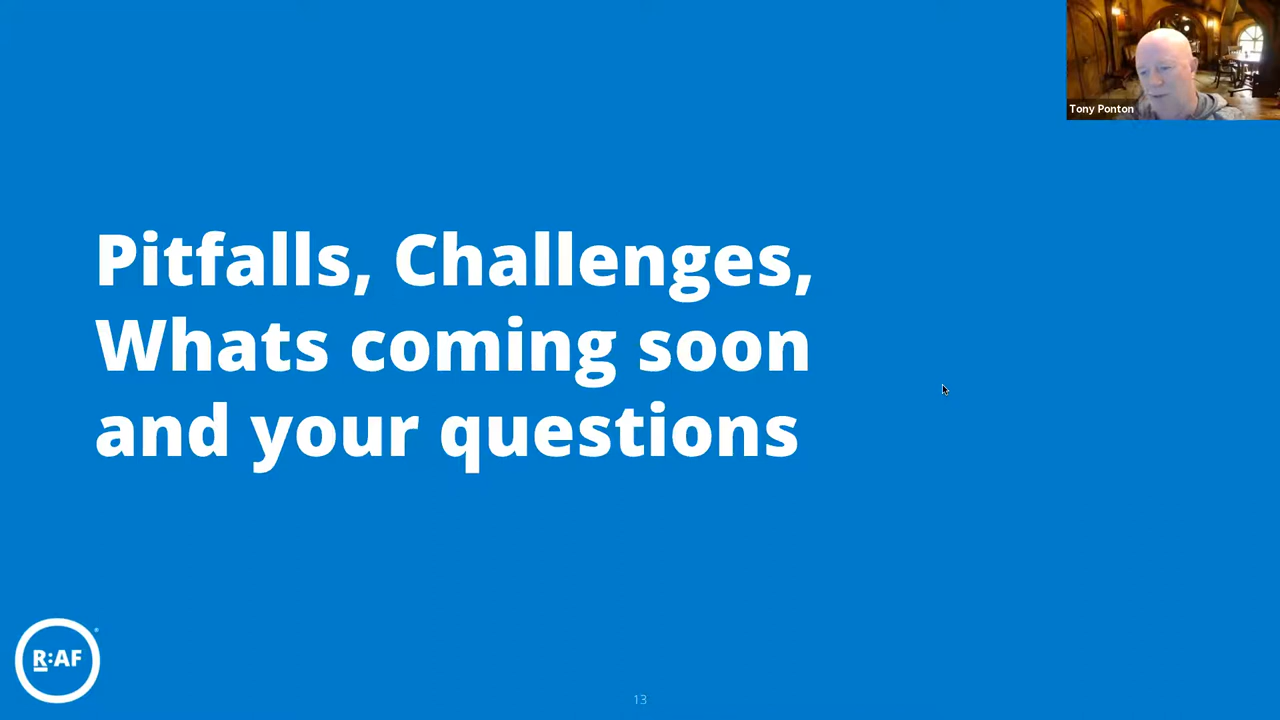 Tony Ponton
Pitfalls, Challenges,
Whats coming soon
and your questions
R:AF
13